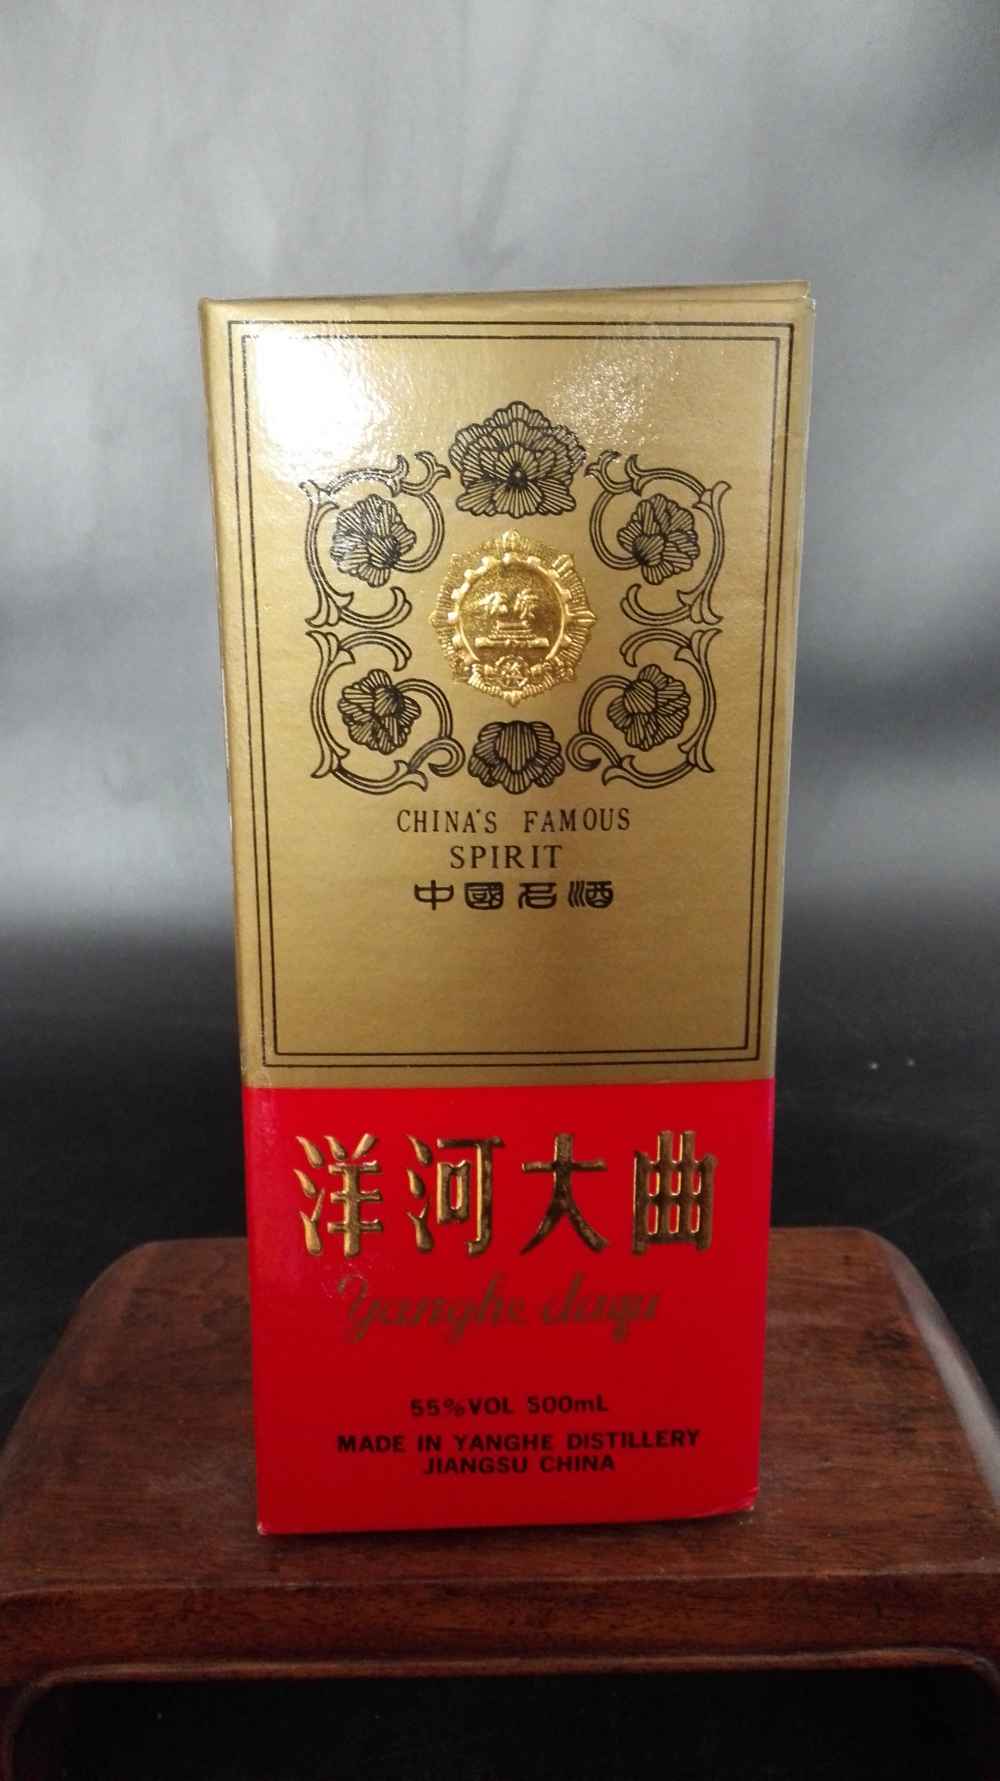 CHINA'S FAMOUS
SPIRIT
中國名酒
洋河大曲
Yanghe daqu
55%VOL 500mL
MADE IN YANGHE DISTILLERY
JIANGSU CHINA